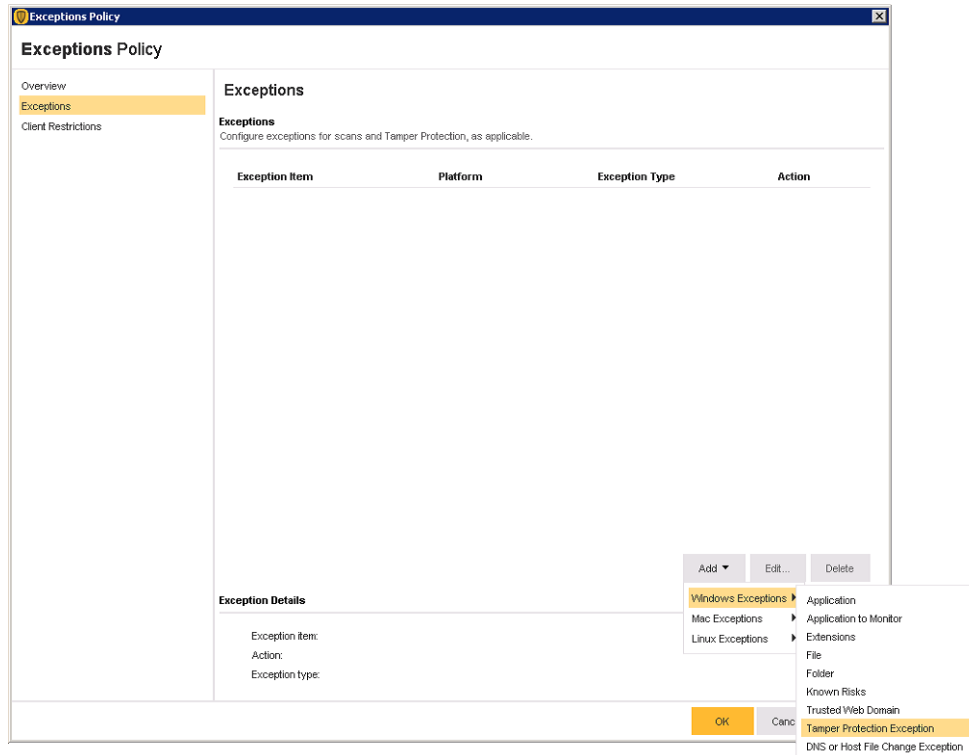 Exceptions Policy
Exceptions Policy
Overview
Exceptions
Client Restrictions
Exceptions
Exceptions
Configure exceptions for scans and Tamper Protection, as applicable.
Exception Item Platform Exception Type Action
Add Edit... Delete
Windows Exceptions
Mac Exceptions
Linux Exceptions
Application
Application to Monitor
Extensions
File
Folder
Known Risks
Trusted Web Domain
Tamper Protection Exception
DNS or Host File Change Exception
Exception Details
Exception item:
Action:
Exception type:
OK Canc